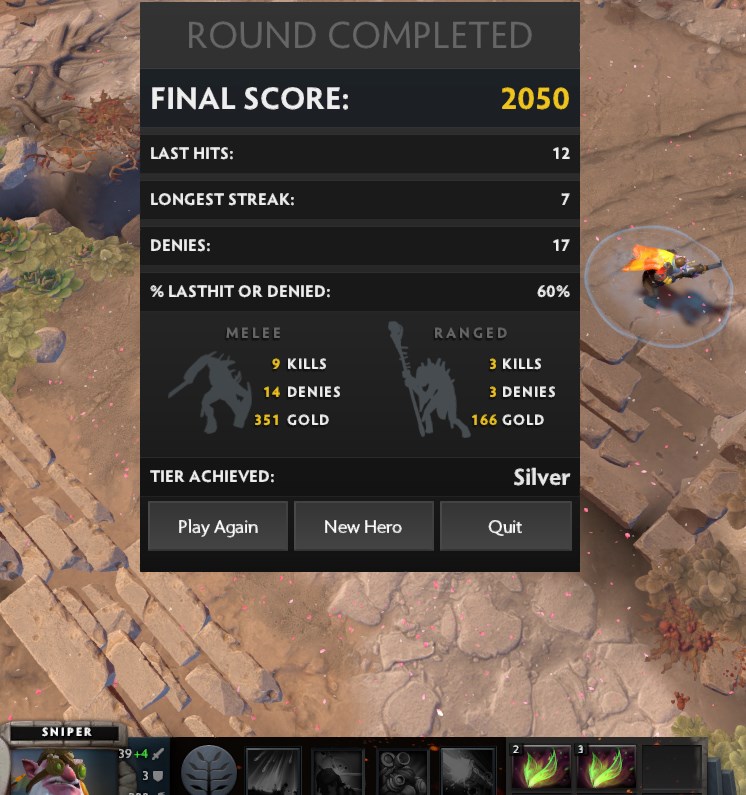 ROUND COMPLETED
FINAL SCORE: 2050
LAST HITS: 12
LONGEST STREAK: 7
DENIES: 17
% LASTHIT OR DENIED: 60%
MELEE RANGED
9 KILLS 3 KILLS
14 DENIES 3 DENIES
351 GOLD 166 GOLD
TIER ACHIEVED: Silver
Play Again New Hero Quit
SNIPER
2 3
39 +4
3